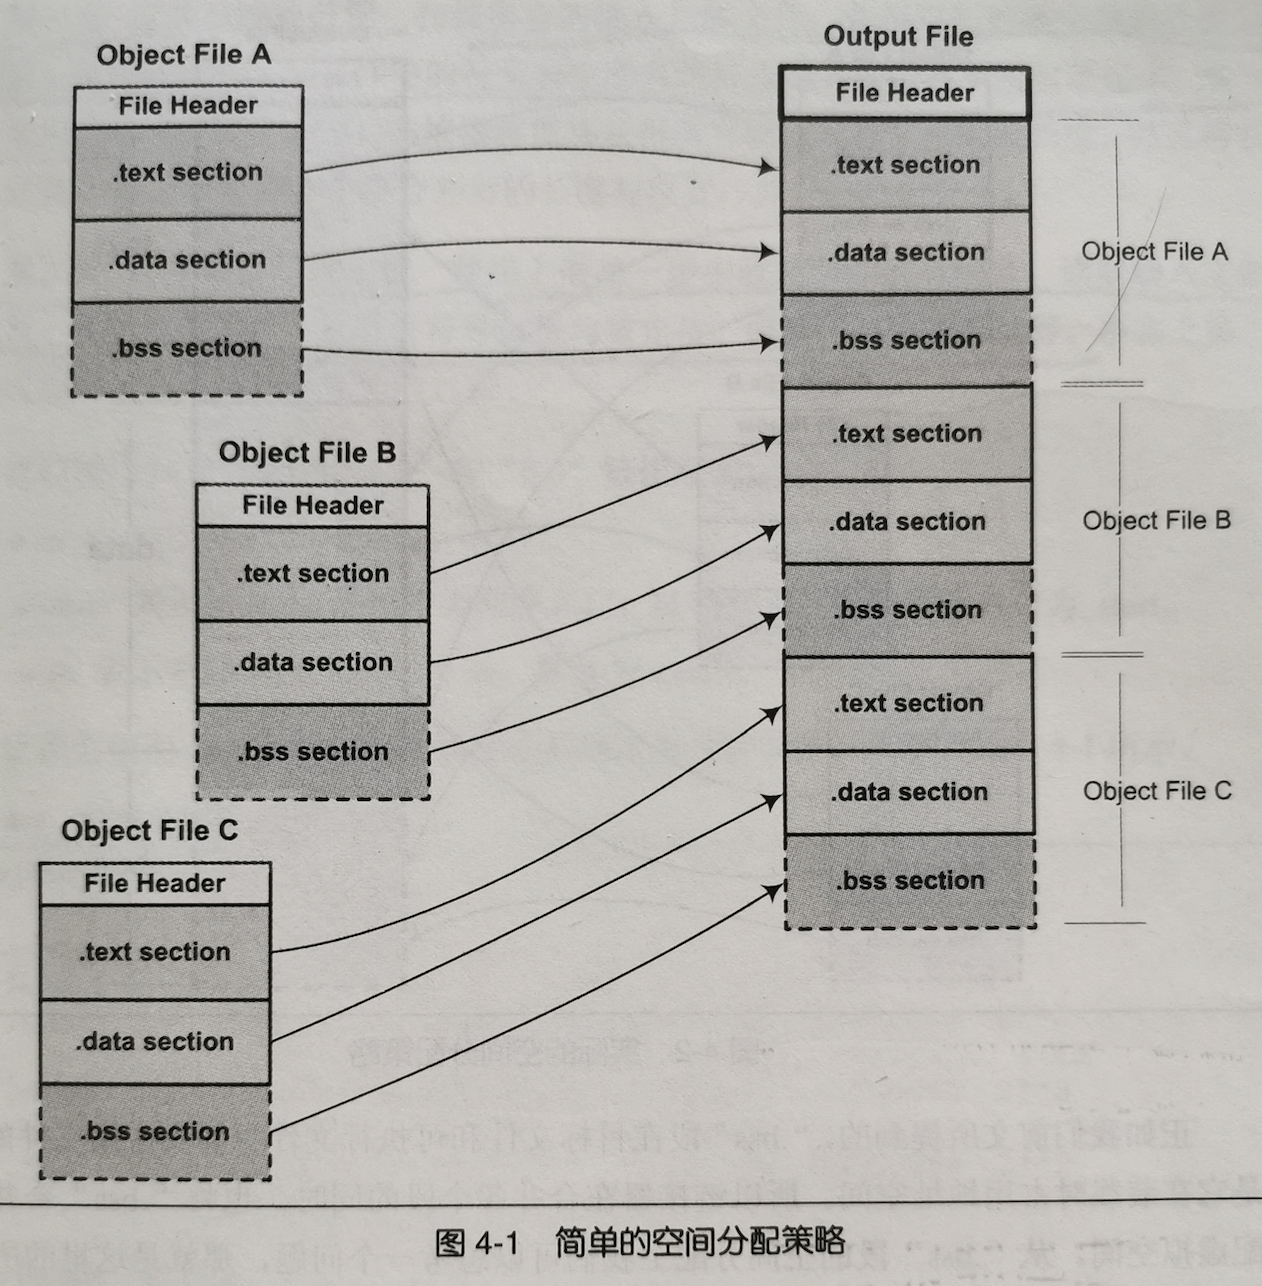 Object File A
File Header
.text section
.data section
.bss section
Object File B
File Header
.text section
.data section
.bss section
Object File C
File Header
.text section
.data section
.bss section
Output File
File Header
.text section
.data section
.bss section
.text section
.data section
.bss section
.text section
.data section
.bss section
Object File A
Object File B
Object File C
图 4-1 简单的空间分配策略